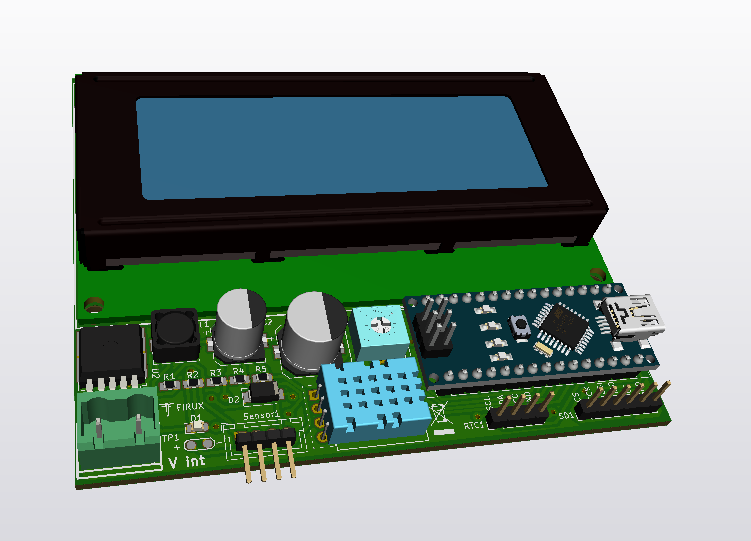 R1 R2 R3 R4 R5
FIRUX
D2
D1
Sensor1
TP1
+
V int
RTC1
SD1